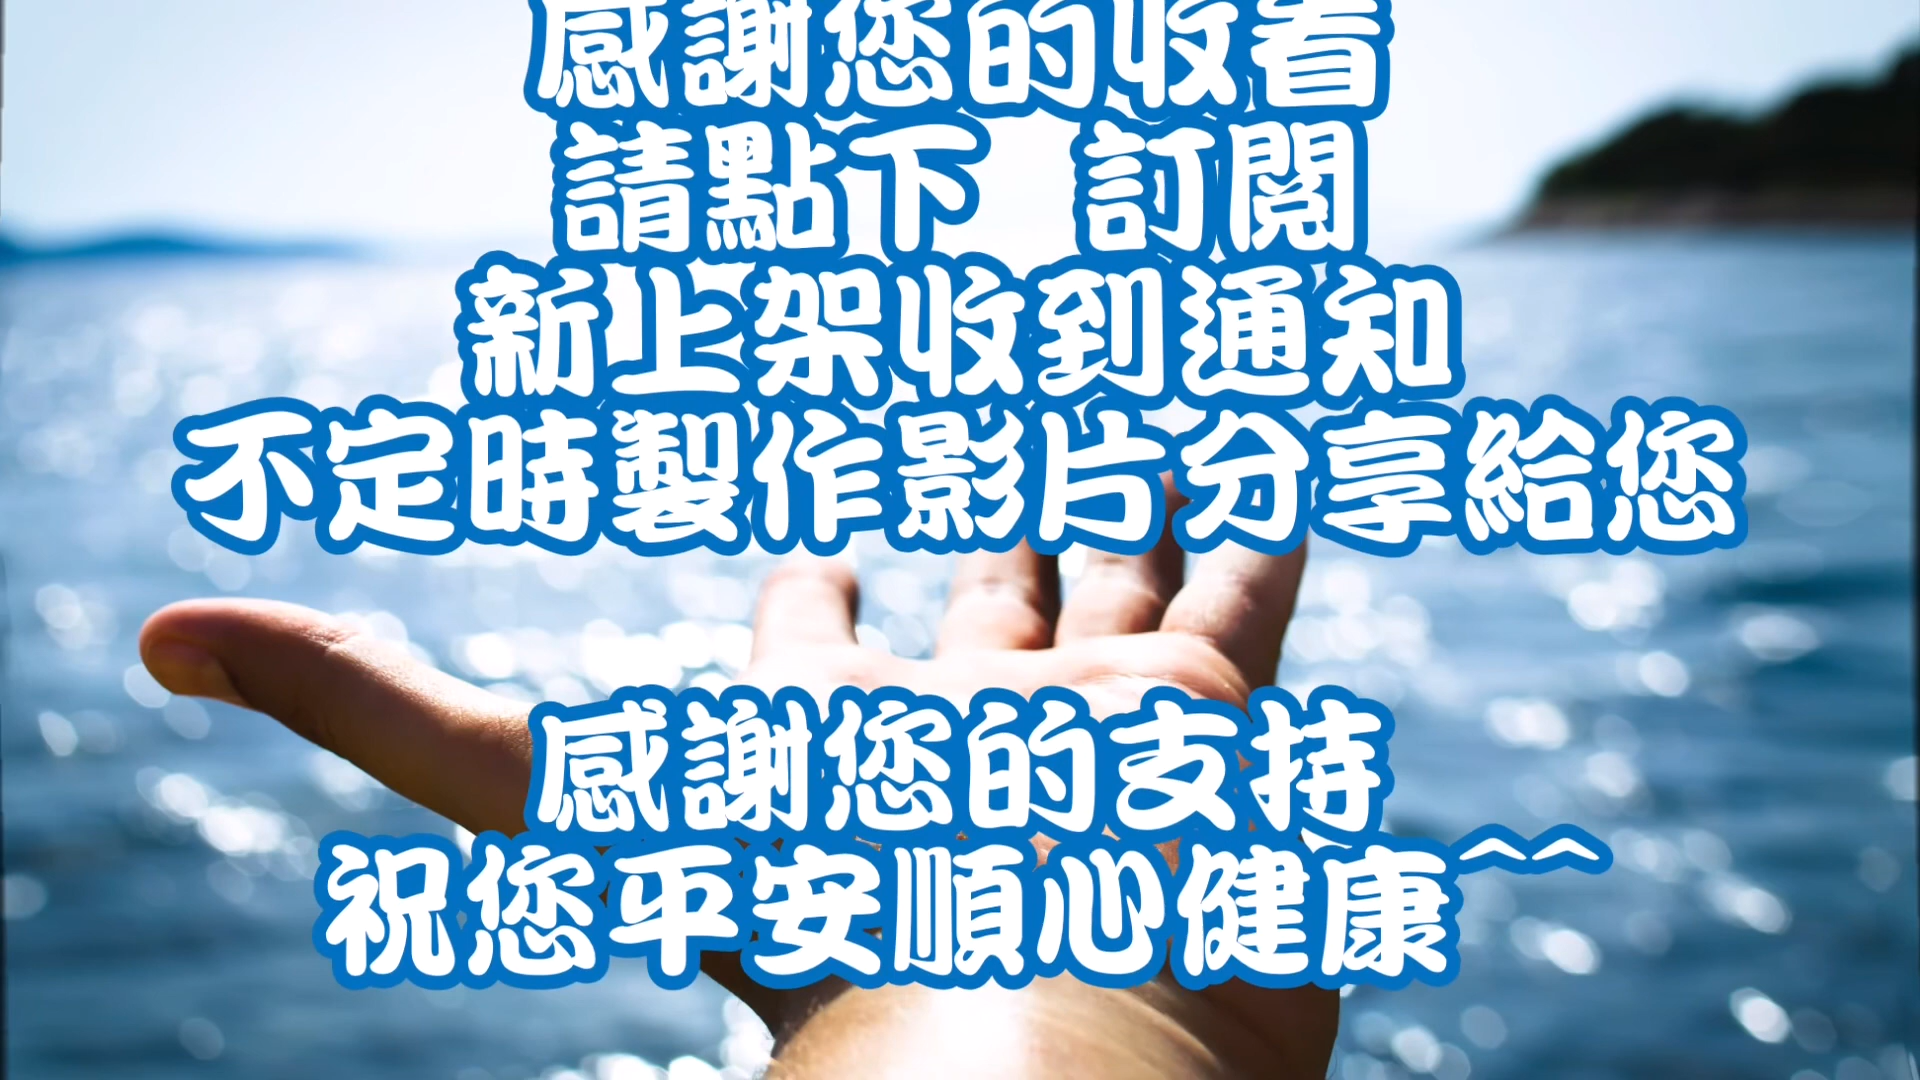 感謝您的收看
請點下 訂閱
新上架收到通知
不定時製作影片分享給您
感謝您的支持
祝您平安順心健康^^